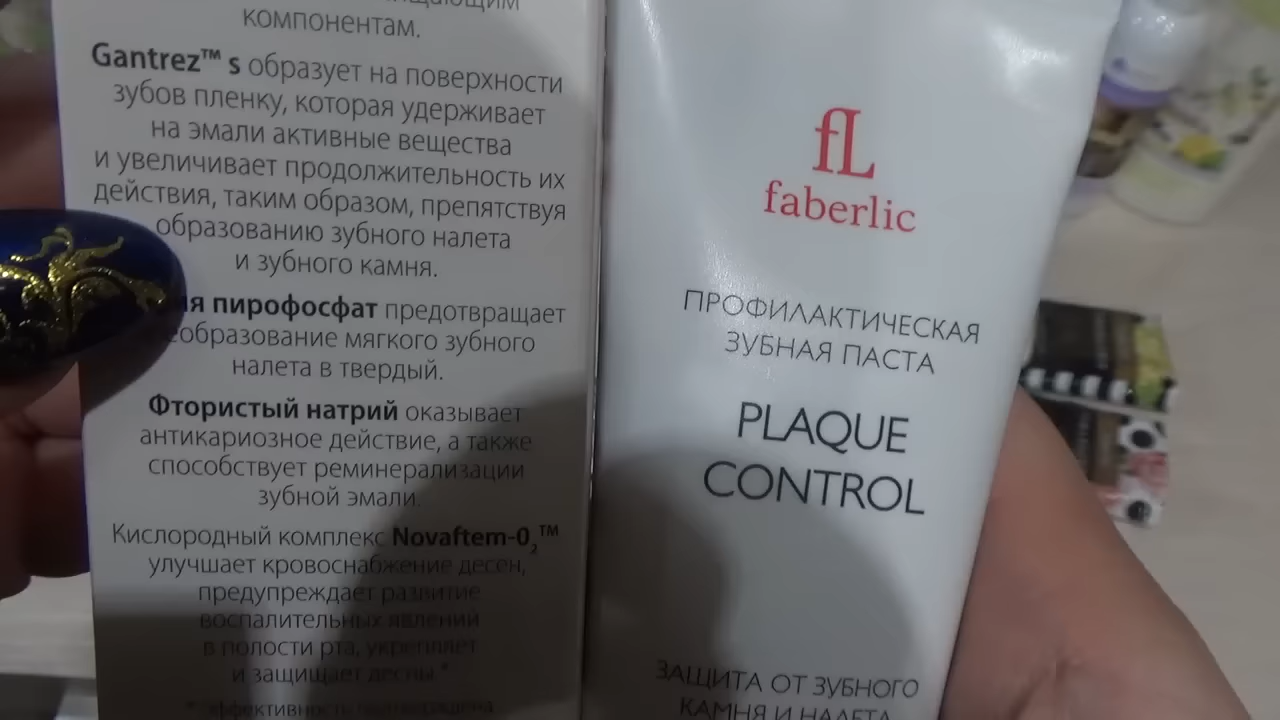 компонентам.
Gantrez™ s образует на поверхности
зубов пленку, которая удерживает
на эмали активные вещества
и увеличивает продолжительность их
действия, таким образом, препятствуя
образованию зубного налета
и зубного камня.
пирофосфат предотвращает
образование мягкого зубного
налета в твердый.
Фтористый натрий оказывает
антикариозное действие, а также
способствует реминерализации
зубной эмали.
Кислородный комплекс Novaftem-O₂™
улучшает кровоснабжение десен,
предупреждает развитие
воспалительных явлений
в полости рта, укрепляет
и защищает десны.*
fL
faberlic
ПРОФИЛАКТИЧЕСКАЯ
ЗУБНАЯ ПАСТА
PLAQUE
CONTROL
ЗАЩИТА ОТ ЗУБНОГО
КАМНЯ И НАЛЕТА